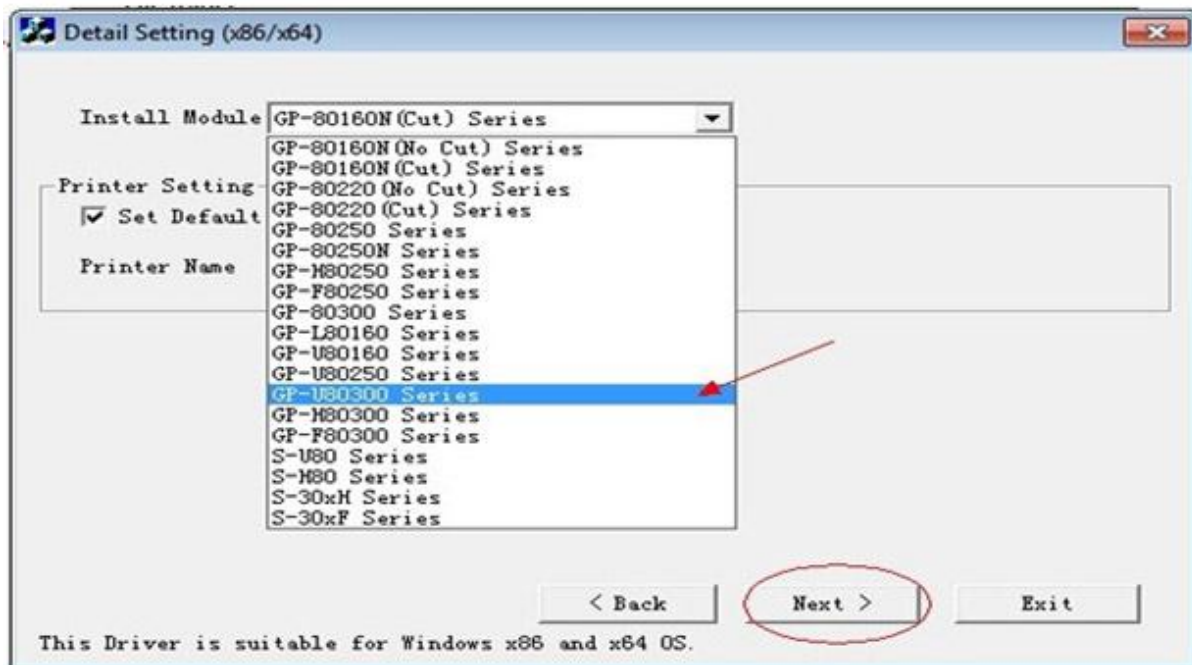 Detail Setting (x86/x64)
Install Module GP-80160N(Cut) Series
GP-80160N(No Cut) Series
GP-80160N(Cut) Series
Printer Setting
GP-80220(No Cut) Series
Set Default
GP-80220(Cut) Series
GP-80250 Series
GP-80250N Series
Printer Name
GP-H80250 Series
GP-F80250 Series
GP-80300 Series
GP-L80160 Series
GP-U80160 Series
GP-U80250 Series
GP-U80300 Series
GP-H80300 Series
GP-F80300 Series
S-U80 Series
S-H80 Series
S-30xH Series
S-30xF Series
< Back Next > Exit
This Driver is suitable for Windows x86 and x64 OS.